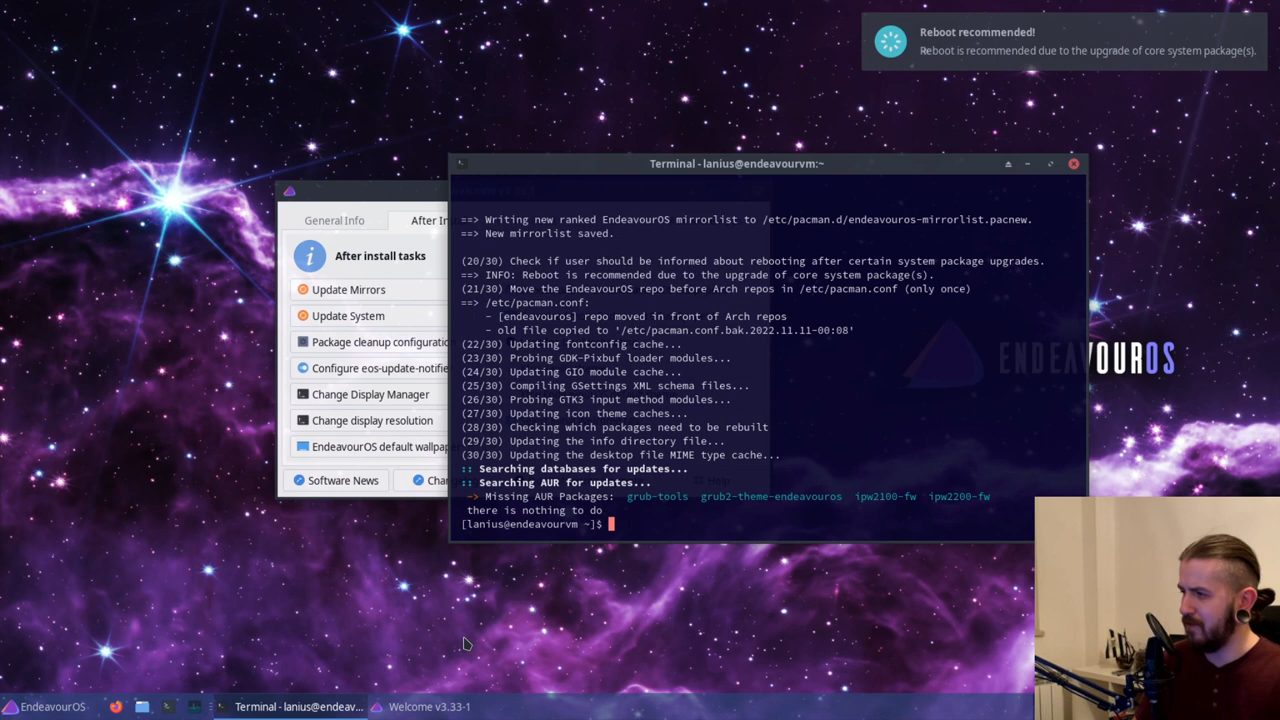 Reboot recommended!
Reboot is recommended due to the upgrade of core system package(s).
Terminal - lanius@endeavourvm:~
==> Writing new ranked EndeavourOS mirrorlist to /etc/pacman.d/endeavouros-mirrorlist.pacnew.
==> New mirrorlist saved.
(20/30) Check if user should be informed about rebooting after certain system package upgrades.
==> INFO: Reboot is recommended due to the upgrade of core system package(s).
(21/30) Move the EndeavourOS repo before Arch repos in /etc/pacman.conf (only once)
==> /etc/pacman.conf:
- [endeavouros] repo moved in front of Arch repos
- old file copied to '/etc/pacman.conf.bak.2022.11.11-00:08'
(22/30) Updating fontconfig cache...
(23/30) Probing GDK-Pixbuf loader modules...
(24/30) Updating GIO module cache...
(25/30) Compiling GSettings XML schema files...
(26/30) Probing GTK3 input method modules...
(27/30) Updating icon theme caches...
(28/30) Checking which packages need to be rebuilt
(29/30) Updating the info directory file...
(30/30) Updating the desktop file MIME type cache...
:: Searching databases for updates...
:: Searching AUR for updates...
-> Missing AUR Packages: grub-tools grub2-theme-endeavouros ipw2100-fw ipw2200-fw
there is nothing to do
[lanius@endeavourvm ~]$
General Info
After In
After install tasks
Update Mirrors
Update System
Package cleanup configuratio
Configure eos-update-notifie
Change Display Manager
Change display resolution
EndeavourOS default wallpap
Software News
Chan
ENDEAVOUROS
EndeavourOS
Terminal - lanius@endeav...
Welcome v3.33-1